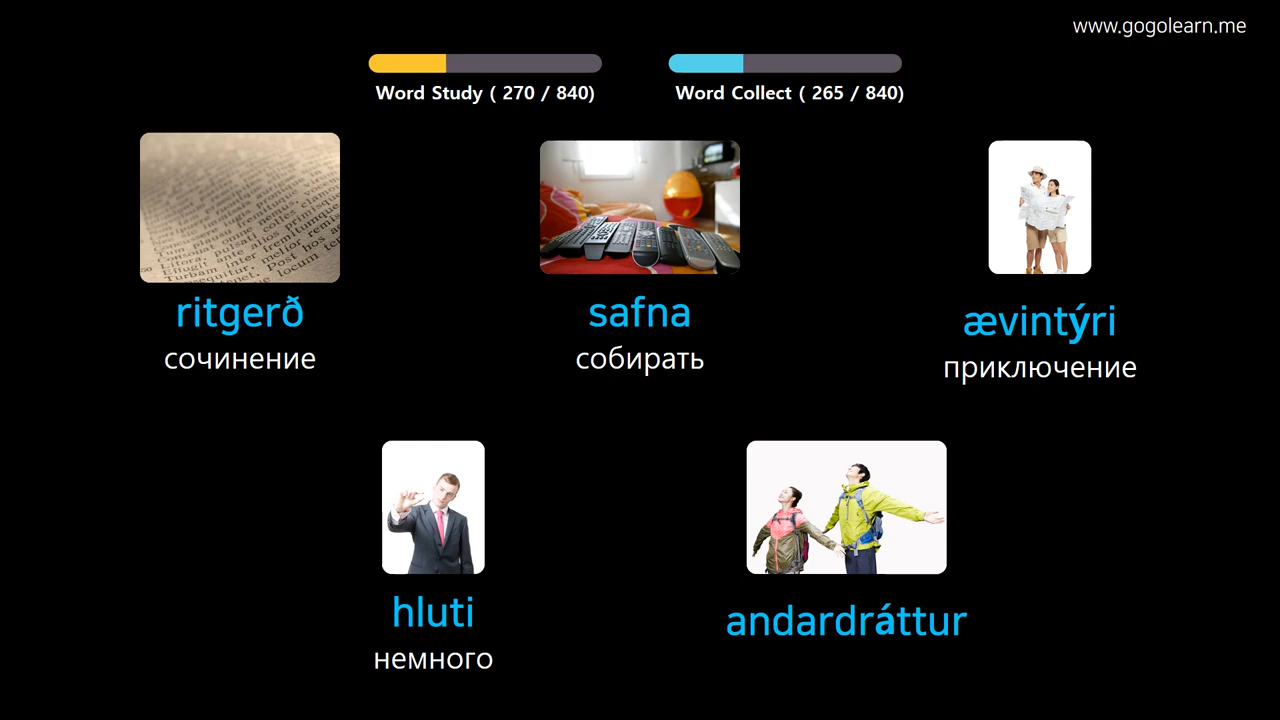 www.gogolearn.me
Word Study ( 270 / 840)
Word Collect ( 265 / 840)
ritgerð
сочинение
safna
собирать
ævintýri
приключение
hluti
немного
andardráttur